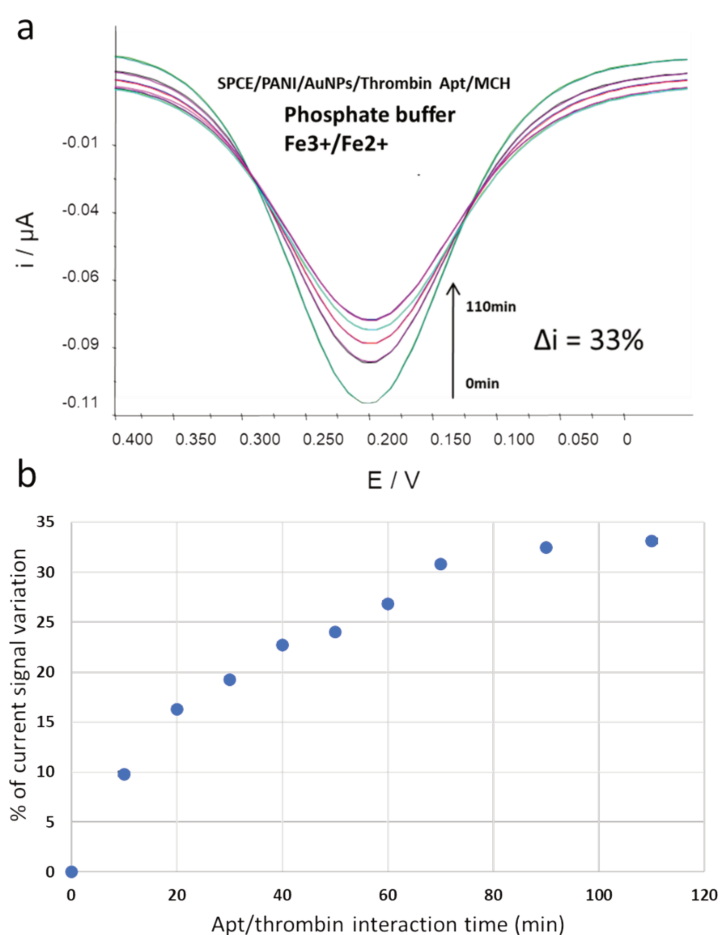 a
SPCE/PANI/AuNPs/Thrombin Apt/MCH
Phosphate buffer
Fe3+/Fe2+
-0.01
-0.04
-0.06
-0.09
-0.11
i / µA
110min
0min
Δi = 33%
0.400 0.350 0.300 0.250 0.200 0.150 0.100 0.050 0
E / V
b
35
30
25
20
15
10
5
0
% of current signal variation
0 20 40 60 80 100 120
Apt/thrombin interaction time (min)